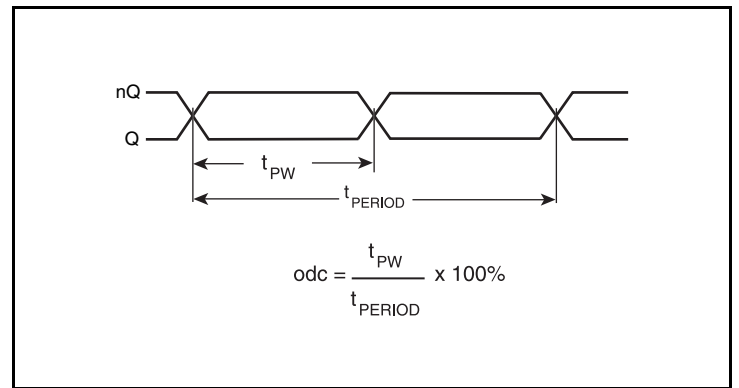 nQ
Q
tPW
tPERIOD
odc = tPW / tPERIOD x 100%